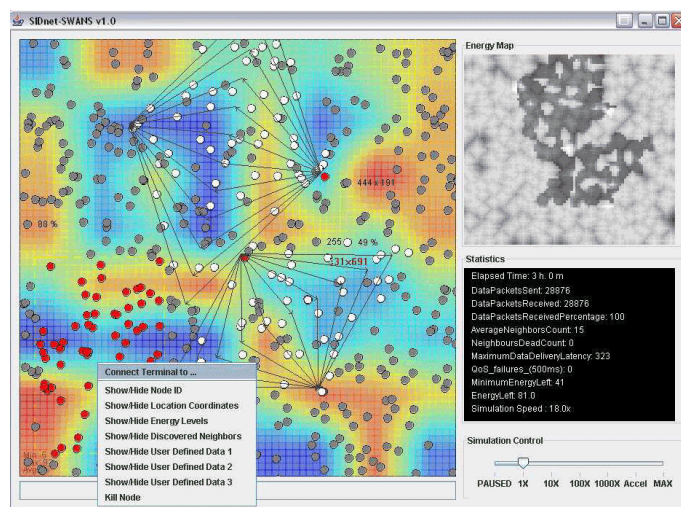 SIDnet-SWANS v1.0
Energy Map
444x191
88 %
255
49 %
431x691
Statistics
Elapsed Time: 3 h. 0 m
DataPacketsSent: 28876
DataPacketsReceived: 28876
DataPacketsReceivedPercentage: 100
AverageNeighborsCount: 15
NeighboursDeadCount: 0
MaximumDataDeliveryLatency: 323
QoS_failures_(500ms): 0
MinimumEnergyLeft: 41
EnergyLeft: 81.0
Simulation Speed : 18.0x
Connect Terminal to ...
Show/Hide Node ID
Show/Hide Location Coordinates
Show/Hide Energy Levels
Show/Hide Discovered Neighbors
Show/Hide User Defined Data 1
Show/Hide User Defined Data 2
Show/Hide User Defined Data 3
Kill Node
Simulation Control
PAUSED 1X 10X 100X 1000X Accel MAX